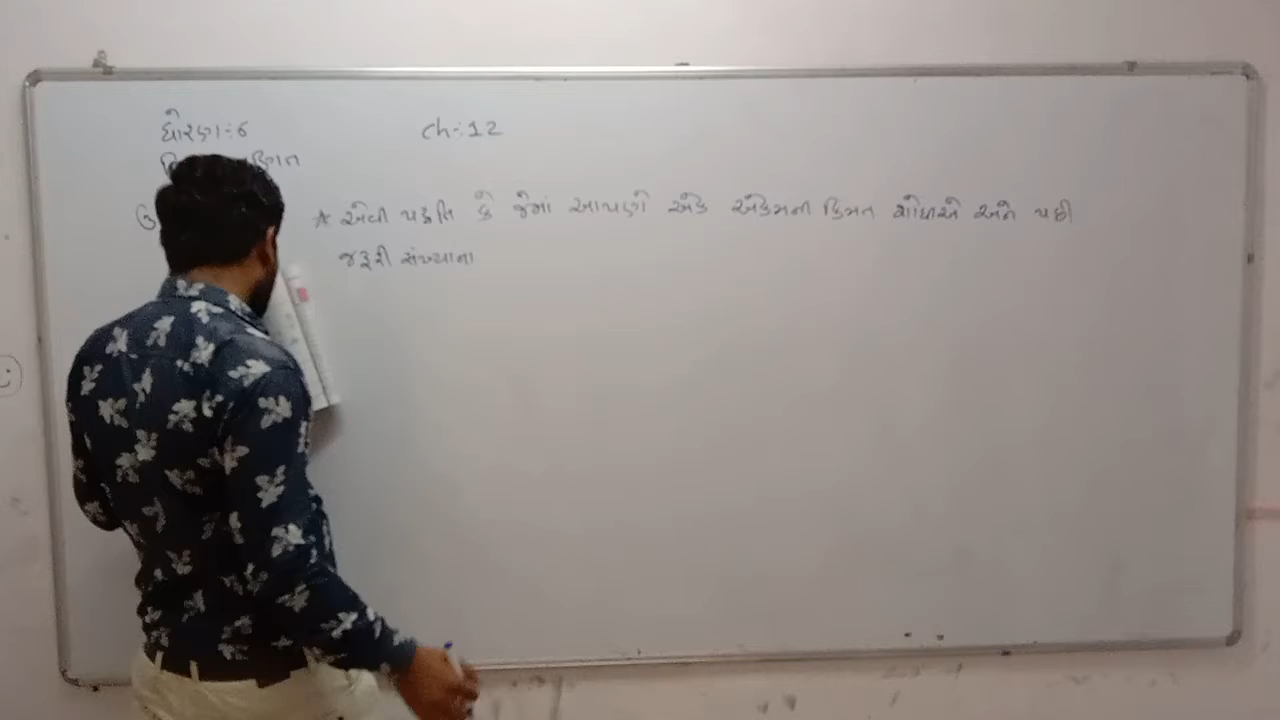 ધોરણ:-6
ch:-12
* એવી પદ્ધતિ કે જેમાં આપણે એક એકમની કિંમત શોધીએ અને પછી
જરૂરી સંખ્યાના